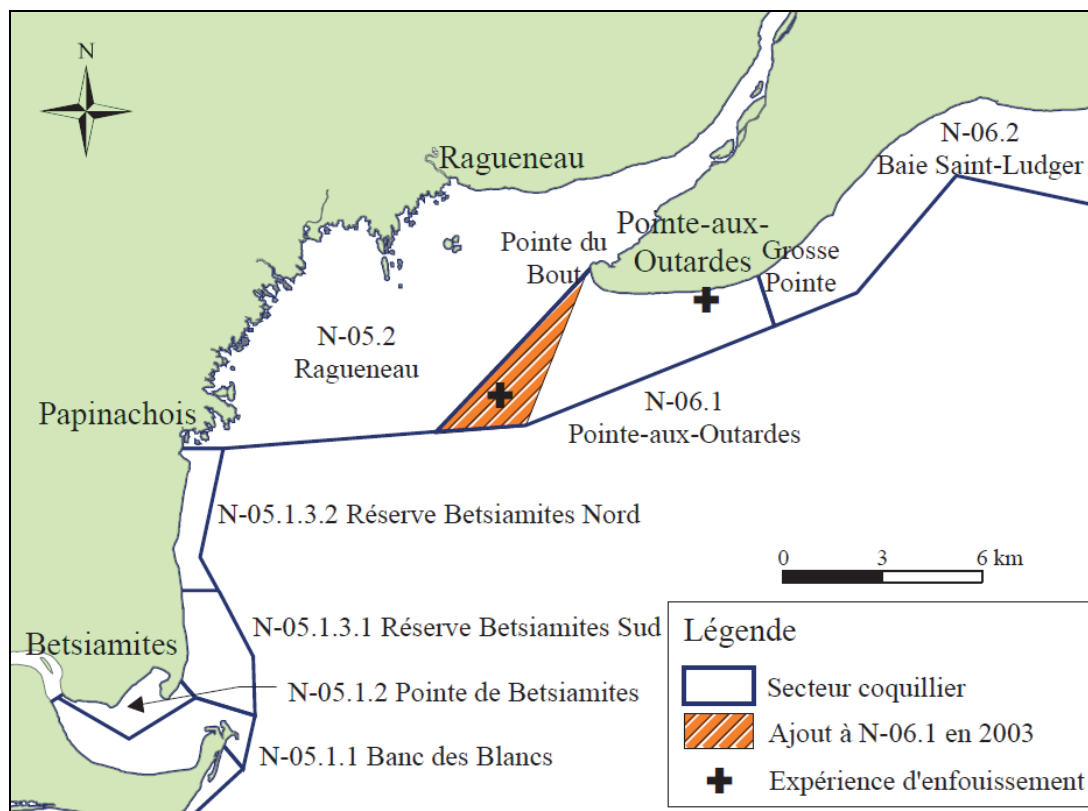 N
Ragueneau
N-06.2
Baie Saint-Ludger
Pointe du
Bout
Pointe-aux-
Outardes
Grosse
Pointe
N-05.2
Ragueneau
Papinachois
N-06.1
Pointe-aux-Outardes
N-05.1.3.2 Réserve Betsiamites Nord
0 3 6 km
N-05.1.3.1 Réserve Betsiamites Sud
Betsiamites
N-05.1.2 Pointe de Betsiamites
N-05.1.1 Banc des Blancs
Légende
Secteur coquillier
Ajout à N-06.1 en 2003
Expérience d'enfouissement